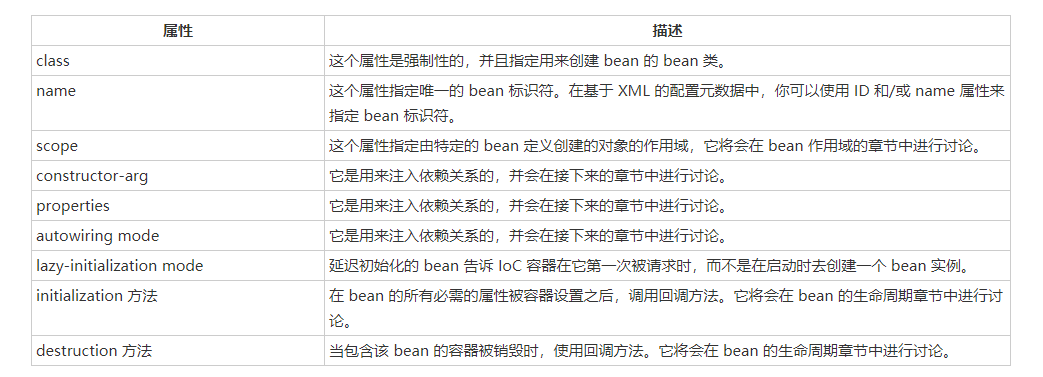 属性 描述
class 这个属性是强制性的，并且指定用来创建 bean 的 bean 类。
name 这个属性指定唯一的 bean 标识符。在基于 XML 的配置元数据中，你可以使用 ID 和/或 name 属性来
指定 bean 标识符。
scope 这个属性指定由特定的 bean 定义创建的对象的作用域，它将会在 bean 作用域的章节中进行讨论。
constructor-arg 它是用来注入依赖关系的，并会在接下来的章节中进行讨论。
properties 它是用来注入依赖关系的，并会在接下来的章节中进行讨论。
autowiring mode 它是用来注入依赖关系的，并会在接下来的章节中进行讨论。
lazy-initialization mode 延迟初始化的 bean 告诉 IoC 容器在它第一次被请求时，而不是在启动时去创建一个 bean 实例。
initialization 方法 在 bean 的所有必需的属性被容器设置之后，调用回调方法。它将会在 bean 的生命周期章节中进行讨
论。
destruction 方法 当包含该 bean 的容器被销毁时，使用回调方法。它将会在 bean 的生命周期章节中进行讨论。